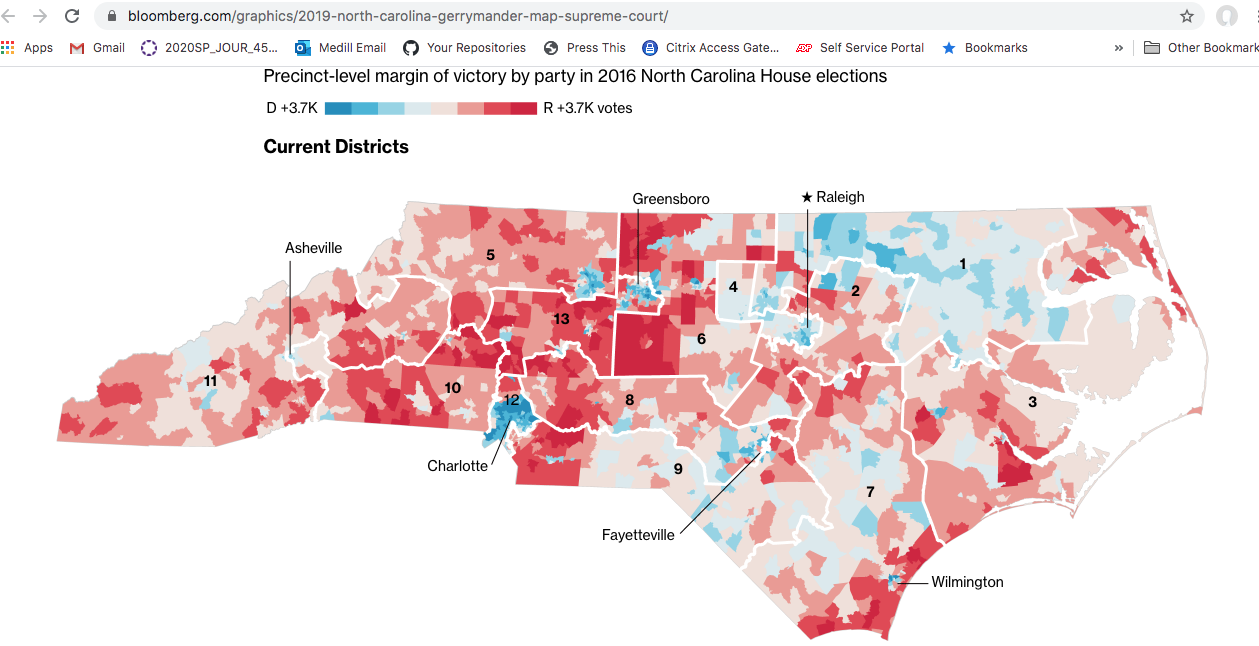 bloomberg.com/graphics/2019-north-carolina-gerrymander-map-supreme-court/
Apps Gmail 2020SP_JOUR_45... Medill Email Your Repositories Press This Citrix Access Gate... Self Service Portal Bookmarks » Other Bookmark
Precinct-level margin of victory by party in 2016 North Carolina House elections
D +3.7K R +3.7K votes
Current Districts
Greensboro ★ Raleigh
Asheville
5
1
4
2
13
6
11
10
12
8
3
Charlotte
9
7
Fayetteville
Wilmington